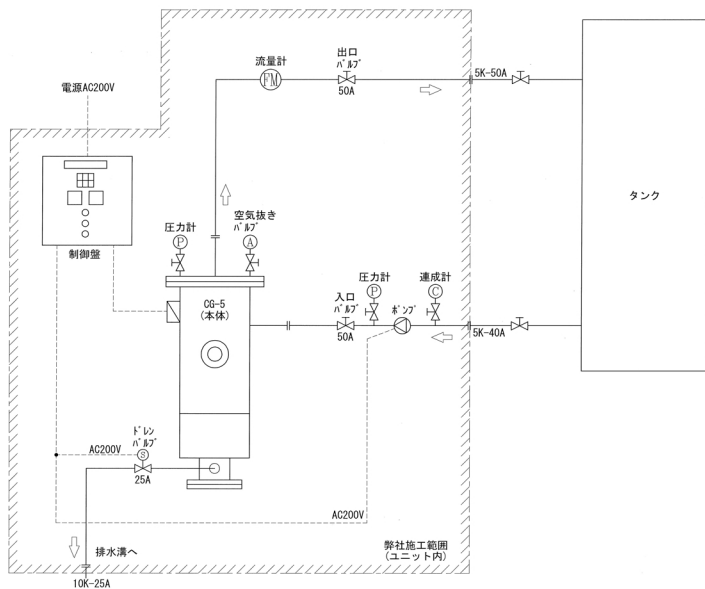 電源AC200V
制御盤
流量計
FM
出口
ﾊﾞﾙﾌﾞ
50A
5K-50A
タンク
圧力計
P
空気抜き
ﾊﾞﾙﾌﾞ
A
CG-5
(本体)
入口
ﾊﾞﾙﾌﾞ
50A
圧力計
P
ﾎﾟﾝﾌﾟ
連成計
C
5K-40A
ﾄﾞﾚﾝ
ﾊﾞﾙﾌﾞ
S
AC200V
25A
AC200V
排水溝へ
10K-25A
弊社施工範囲
(ユニット内)